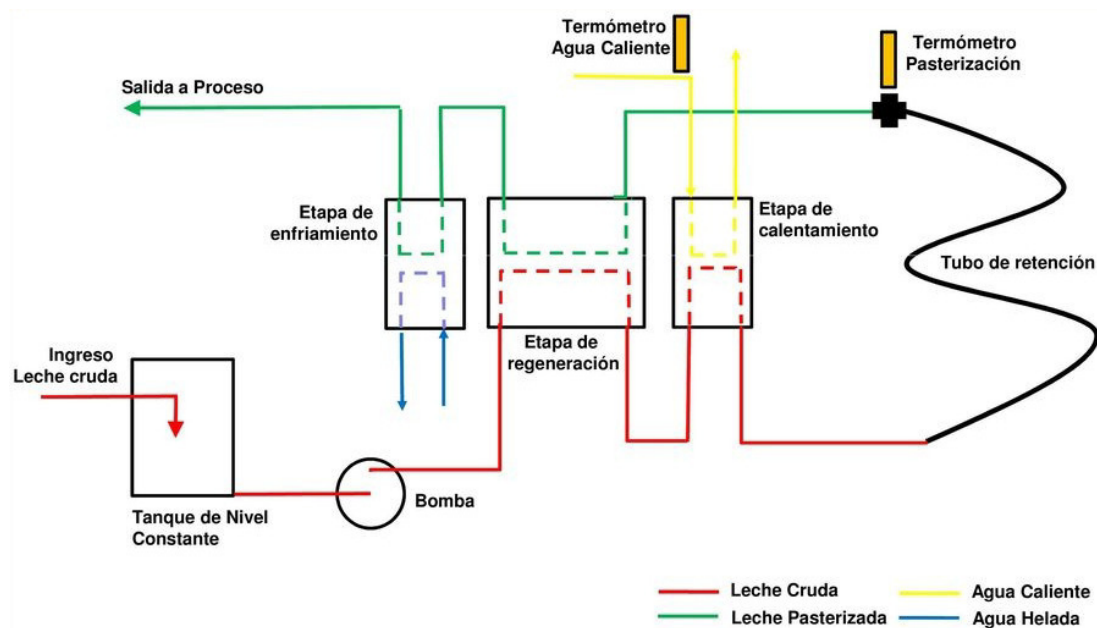 Termómetro
Agua Caliente
Termómetro
Pasterización
Salida a Proceso
Etapa de
enfriamiento
Etapa de
calentamiento
Tubo de retención
Etapa de
regeneración
Ingreso
Leche cruda
Bomba
Tanque de Nivel
Constante
Leche Cruda
Agua Caliente
Leche Pasterizada
Agua Helada